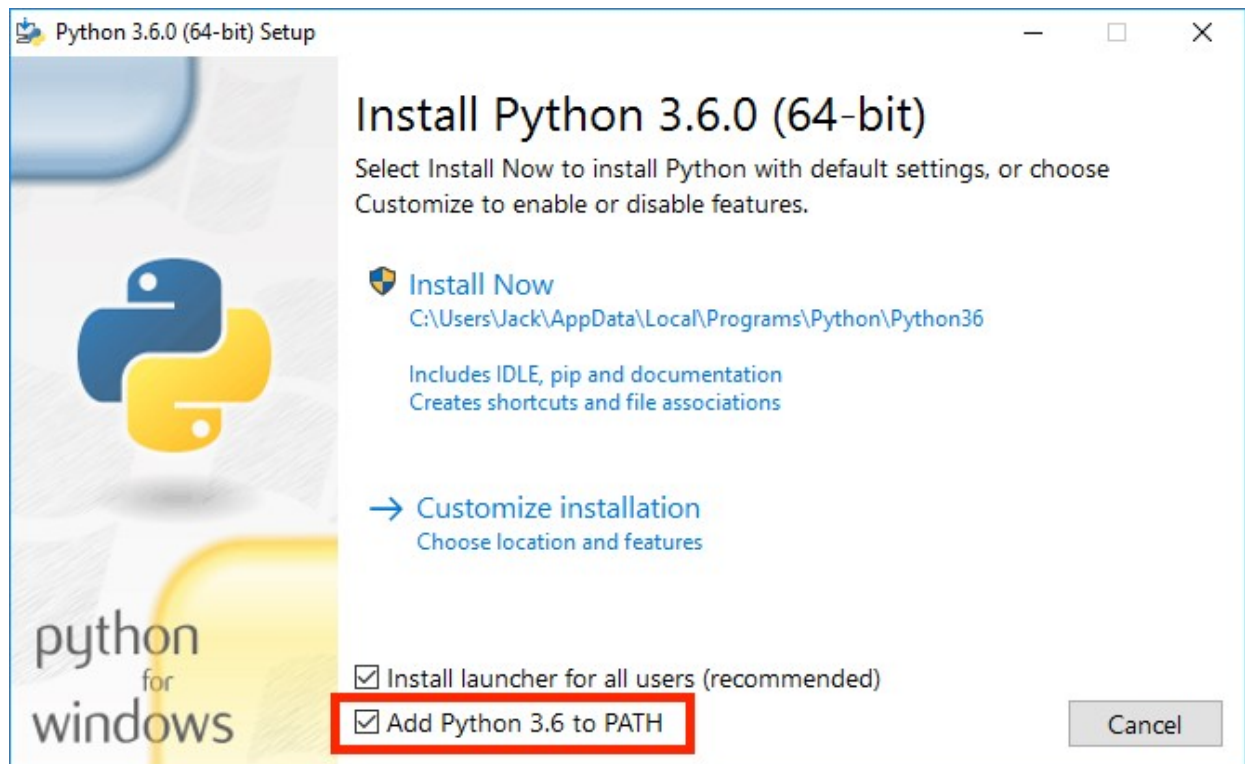 Python 3.6.0 (64-bit) Setup
Install Python 3.6.0 (64-bit)
Select Install Now to install Python with default settings, or choose
Customize to enable or disable features.
Install Now
C:\Users\Jack\AppData\Local\Programs\Python\Python36
Includes IDLE, pip and documentation
Creates shortcuts and file associations
Customize installation
Choose location and features
python
for
windows
Install launcher for all users (recommended)
Add Python 3.6 to PATH
Cancel